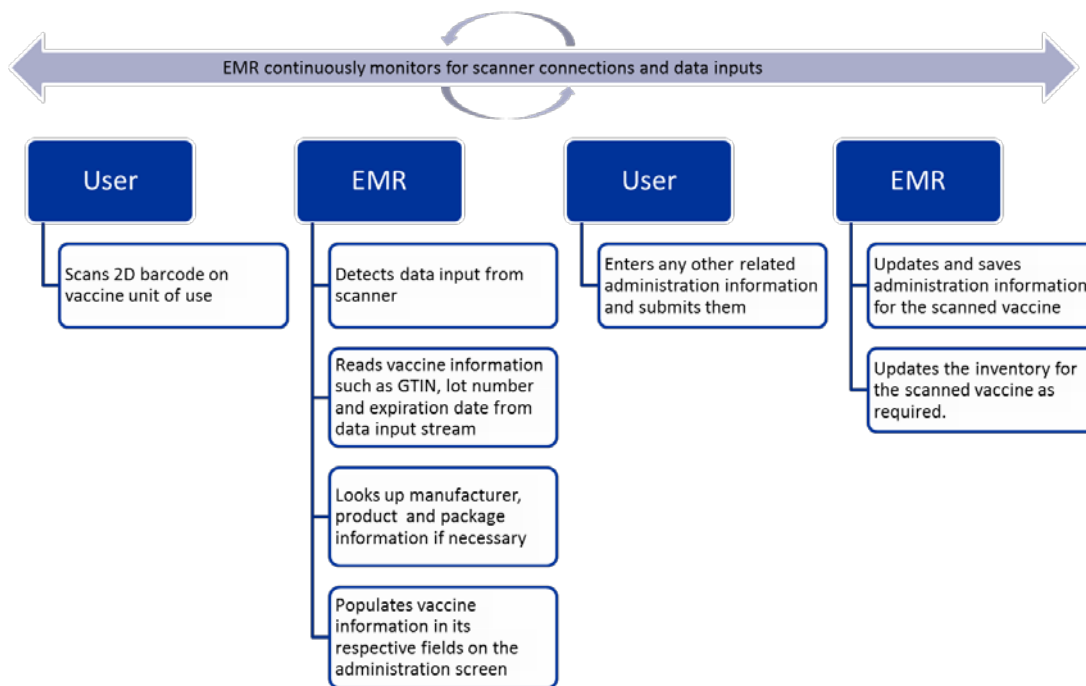 EMR continuously monitors for scanner connections and data inputs
User
Scans 2D barcode on
vaccine unit of use
EMR
Detects data input from
scanner
Reads vaccine information
such as GTIN, lot number
and expiration date from
data input stream
Looks up manufacturer,
product and package
information if necessary
Populates vaccine
information in its
respective fields on the
administration screen
User
Enters any other related
administration information
and submits them
EMR
Updates and saves
administration information
for the scanned vaccine
Updates the inventory for
the scanned vaccine as
required.